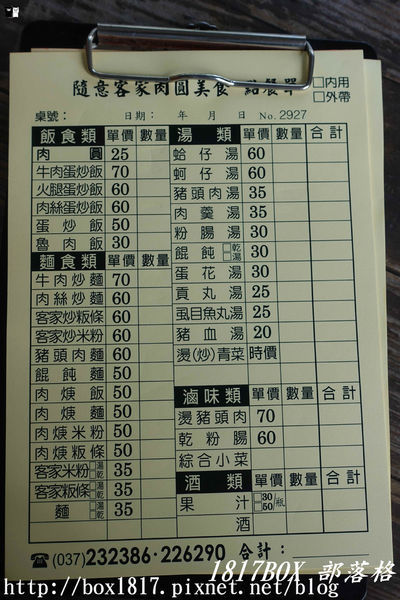 隨意客家肉圓美食 點餐單 □內用
□外帶
桌號： 日期： 年 月 日 No. 2927
飯食類 單價 數量
肉圓 25
牛肉蛋炒飯 70
火腿蛋炒飯 60
肉絲蛋炒飯 60
蛋炒飯 50
魯肉飯 30
麵食類 單價 數量
牛肉炒麵 70
肉絲炒麵 60
客家炒粄條 60
客家炒米粉 60
豬頭肉麵 60
餛飩麵 50
肉焿飯 50
肉焿麵 50
肉焿米粉 50
肉焿粄條 50
客家米粉 □湯 □乾 35
客家粄條 □湯 □乾 35
麵 □湯 □乾 35
湯類 單價 數量 合計
蛤仔湯 60
蚵仔湯 60
豬頭肉湯 35
肉羹湯 35
粉腸湯 30
餛飩 □乾 □湯 30
蛋花湯 30
貢丸湯 25
虱目魚丸湯 25
豬血湯 20
燙(炒)青菜 時價
滷味類 單價 數量 合計
燙豬頭肉 70
乾粉腸 60
綜合小菜
酒類 單價 數量 合計
果汁 □30 □50/瓶
酒
☎(037)232386·226290 合計：
1817BOX 部落格
http://box1817.pixnet.net/blog